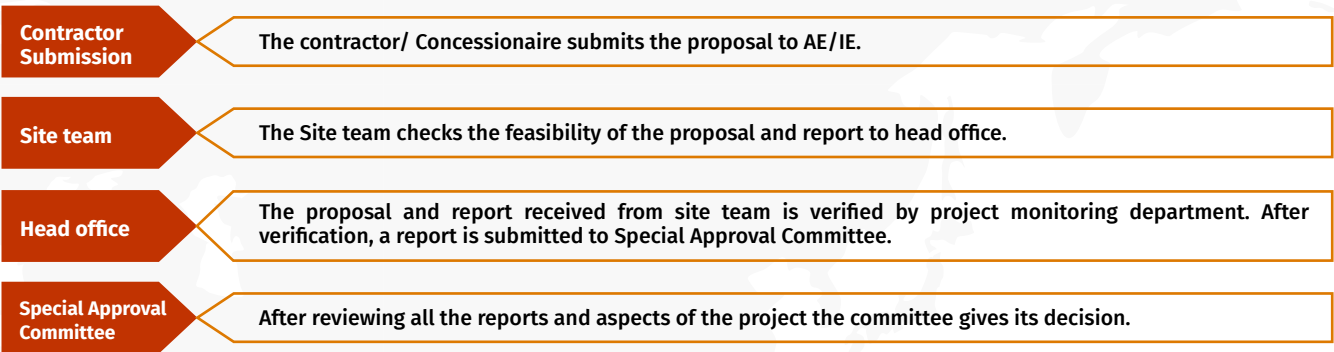 Contractor
Submission
The contractor/ Concessionaire submits the proposal to AE/IE.
Site team
The Site team checks the feasibility of the proposal and report to head office.
Head office
The proposal and report received from site team is verified by project monitoring department. After
verification, a report is submitted to Special Approval Committee.
Special Approval
Committee
After reviewing all the reports and aspects of the project the committee gives its decision.